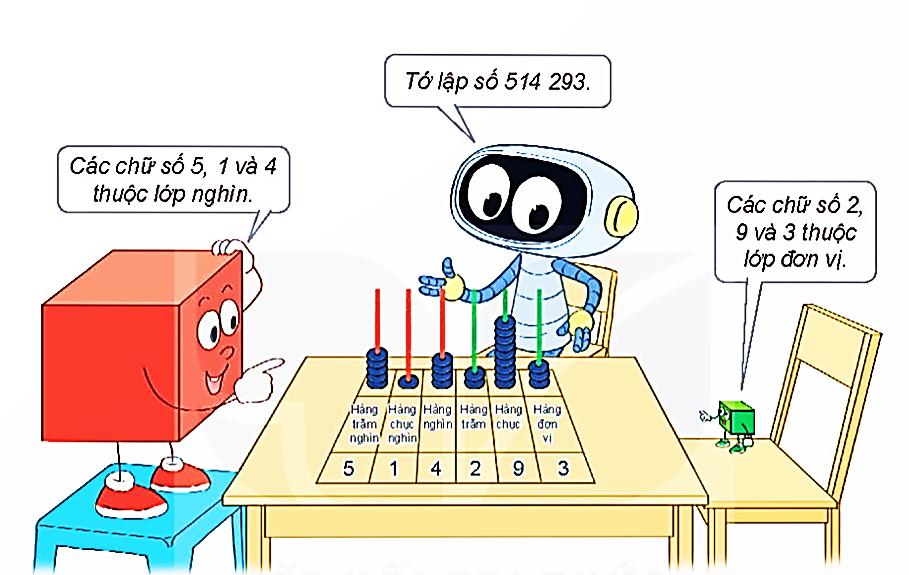 Tớ lập số 514 293.
Các chữ số 5, 1 và 4
thuộc lớp nghìn.
Các chữ số 2,
9 và 3 thuộc
lớp đơn vị.
Hàng trăm nghìn
Hàng chục nghìn
Hàng nghìn
Hàng trăm
Hàng chục
Hàng đơn vị
5 1 4 2 9 3